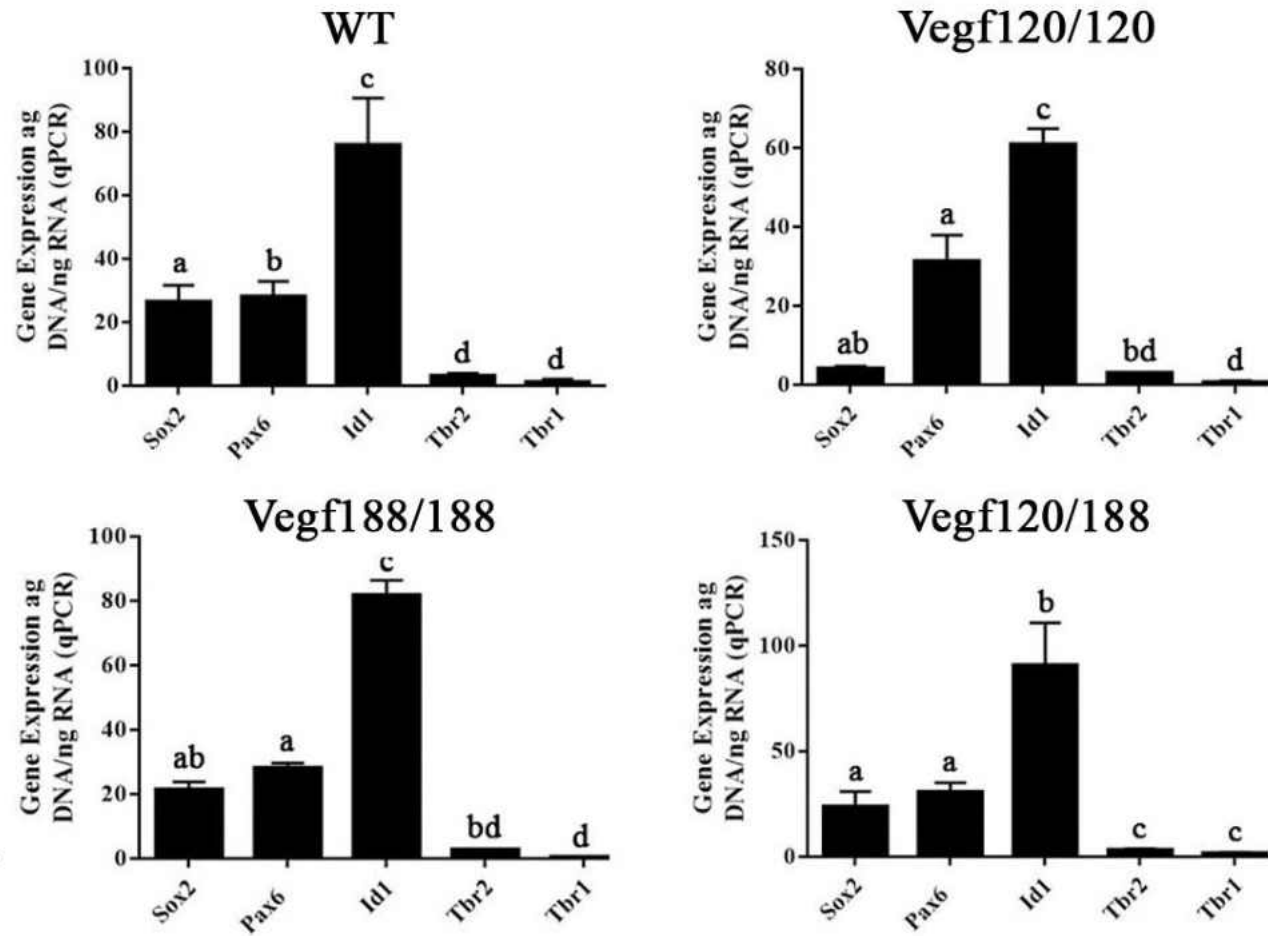 WT
Gene Expression ag
DNA/ng RNA (qPCR)
100
80
60
40
20
0
a
b
c
d
d
Sox2
Pax6
Id1
Tbr2
Tbr1
Vegf120/120
Gene Expression ag
DNA/ng RNA (qPCR)
80
60
40
20
0
ab
a
c
bd
d
Sox2
Pax6
Id1
Tbr2
Tbr1
Vegf188/188
Gene Expression ag
DNA/ng RNA (qPCR)
100
80
60
40
20
0
ab
a
c
bd
d
Sox2
Pax6
Id1
Tbr2
Tbr1
Vegf120/188
Gene Expression ag
DNA/ng RNA (qPCR)
150
100
50
0
a
a
b
c
c
Sox2
Pax6
Id1
Tbr2
Tbr1